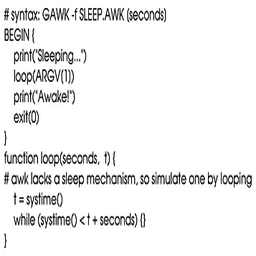 # syntax: GAWK -f SLEEP.AWK (seconds)
BEGIN {
print("Sleeping...")
loop(ARGV(1))
print("Awake!")
exit(0)
}
function loop(seconds, t) {
# awk lacks a sleep mechanism, so simulate one by looping
t = systime()
while (systime() < t + seconds) {}
}